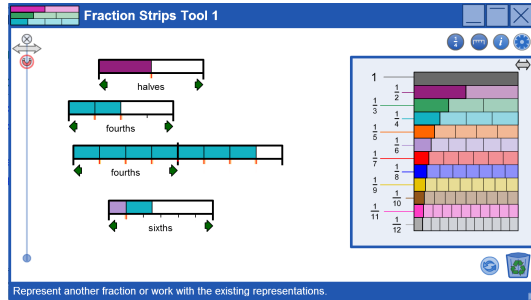 Fraction Strips Tool 1
1/4
i
halves
fourths
fourths
sixths
1
1/2
1/3
1/4
1/5
1/6
1/7
1/8
1/9
1/10
1/11
1/12
Represent another fraction or work with the existing representations.